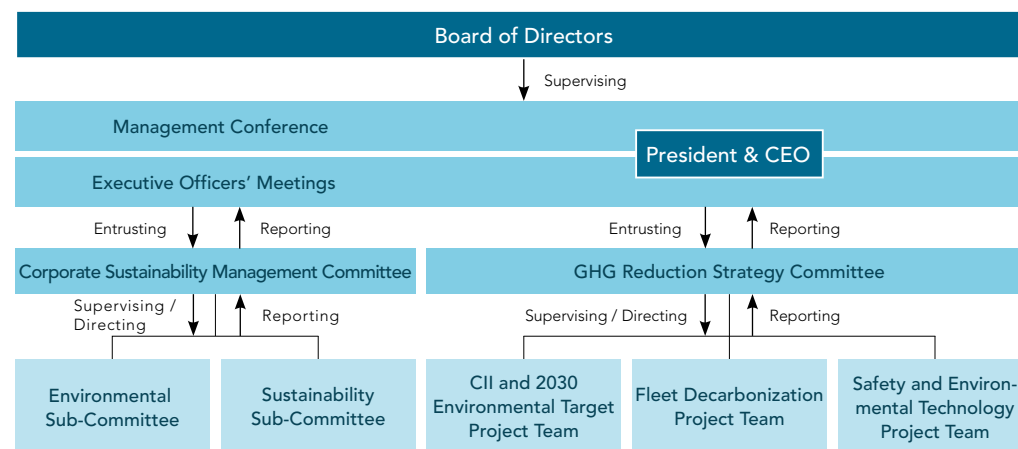 Board of Directors
Supervising
Management Conference
President & CEO
Executive Officers’ Meetings
Entrusting
Reporting
Entrusting
Reporting
Corporate Sustainability Management Committee
GHG Reduction Strategy Committee
Supervising /
Directing
Reporting
Supervising / Directing
Reporting
Environmental
Sub-Committee
Sustainability
Sub-Committee
CII and 2030
Environmental Target
Project Team
Fleet Decarbonization
Project Team
Safety and Environ-
mental Technology
Project Team